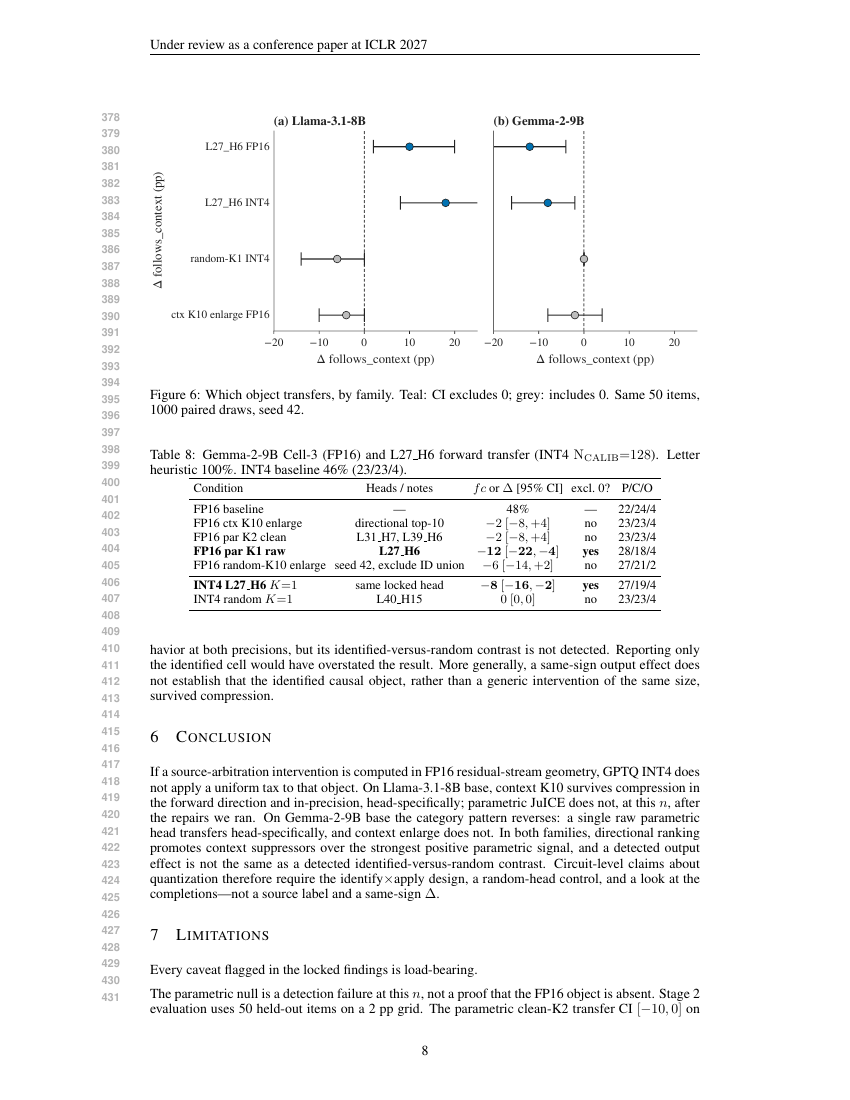 Under review as a conference paper at ICLR 2027
378
379
380
381
382
383
384
385
386
387
388
389
390
391
392
393
394
395
396
397
398
399
400
401
402
403
404
405
406
407
408
409
410
411
412
413
414
415
416
417
418
419
420
421
422
423
424
425
426
427
428
429
430
431
(a) Llama-3.1-8B
(b) Gemma-2-9B
Δ follows_context (pp)
L27_H6 FP16
L27_H6 INT4
random-K1 INT4
ctx K10 enlarge FP16
−20 −10 0 10 20
−20 −10 0 10 20
Δ follows_context (pp)
Δ follows_context (pp)
Figure 6: Which object transfers, by family. Teal: CI excludes 0; grey: includes 0. Same 50 items,
1000 paired draws, seed 42.
Table 8: Gemma-2-9B Cell-3 (FP16) and L27_H6 forward transfer (INT4 NCALIB=128). Letter
heuristic 100%. INT4 baseline 46% (23/23/4).
Condition Heads / notes fc or Δ [95% CI] excl. 0? P/C/O
FP16 baseline — 48% — 22/24/4
FP16 ctx K10 enlarge directional top-10 −2 [−8, +4] no 23/23/4
FP16 par K2 clean L31_H7, L39_H6 −2 [−8, +4] no 23/23/4
FP16 par K1 raw L27_H6 −12 [−22, −4] yes 28/18/4
FP16 random-K10 enlarge seed 42, exclude ID union −6 [−14, +2] no 27/21/2
INT4 L27_H6 K=1 same locked head −8 [−16, −2] yes 27/19/4
INT4 random K=1 L40_H15 0 [0, 0] no 23/23/4
havior at both precisions, but its identified-versus-random contrast is not detected. Reporting only
the identified cell would have overstated the result. More generally, a same-sign output effect does
not establish that the identified causal object, rather than a generic intervention of the same size,
survived compression.
6 CONCLUSION
If a source-arbitration intervention is computed in FP16 residual-stream geometry, GPTQ INT4 does
not apply a uniform tax to that object. On Llama-3.1-8B base, context K10 survives compression in
the forward direction and in-precision, head-specifically; parametric JuICE does not, at this n, after
the repairs we ran. On Gemma-2-9B base the category pattern reverses: a single raw parametric
head transfers head-specifically, and context enlarge does not. In both families, directional ranking
promotes context suppressors over the strongest positive parametric signal, and a detected output
effect is not the same as a detected identified-versus-random contrast. Circuit-level claims about
quantization therefore require the identify×apply design, a random-head control, and a look at the
completions—not a source label and a same-sign Δ.
7 LIMITATIONS
Every caveat flagged in the locked findings is load-bearing.
The parametric null is a detection failure at this n, not a proof that the FP16 object is absent. Stage 2
evaluation uses 50 held-out items on a 2 pp grid. The parametric clean-K2 transfer CI [−10, 0] on
8